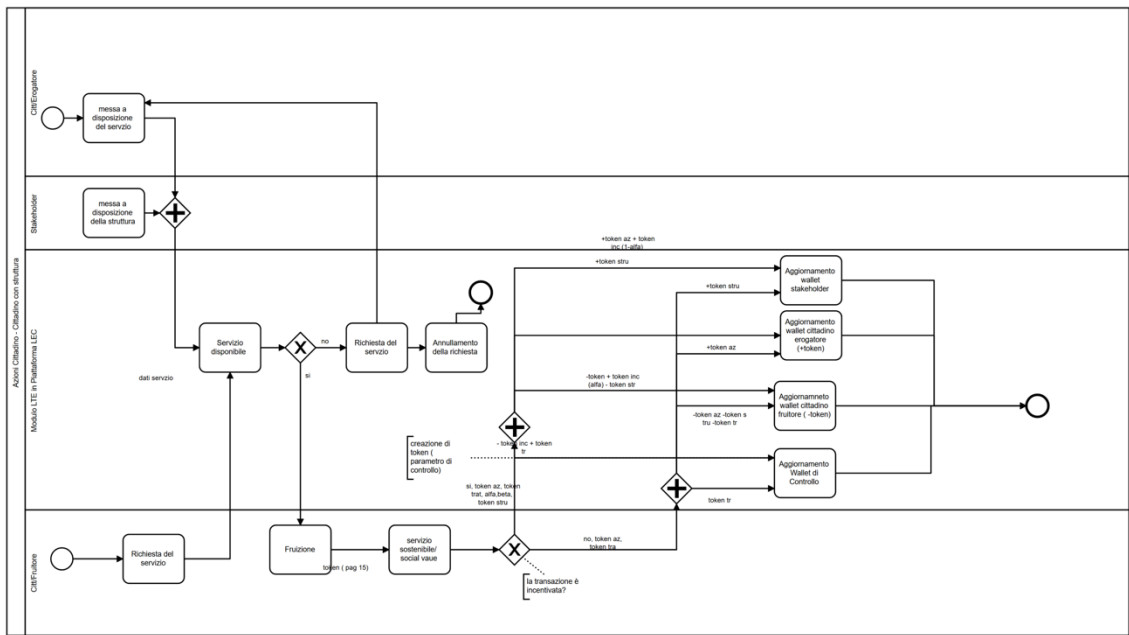 Azioni Cittadino - Cittadino con struttura
Citt/Erogatore
messa a
disposizione
del servzio
Stakeholder
messa a
disposizione
della struttura
Modulo LTE in Piattaforma LEC
+token az + token
inc (1-alfa)
+token stru
Aggiornamento
wallet
stakeholder
+token stru
Servizio
disponibile
no
Richiesta del
servzio
Annullamento
della richiesta
Aggiornamento
wallet cittadino
erogatore
(+token)
+token az
dati servzio
si
-token + token inc
(alfa) - token str
Aggiornamneto
wallet cittadino
fruitore ( -token)
-token az -token s
tru -token tr
creazione di
token (
parametro di
controllo)
- token inc + token
tr
Aggiornamento
Wallet di
Controllo
si, token az, token
trat, alfa,beta,
token stru
token tr
Citt/Fruitore
Richiesta del
servizio
Fruizione
token ( pag 15)
servizio
sostenibile/
social vaue
no, token az,
token tra
la transazione è
incentivata?